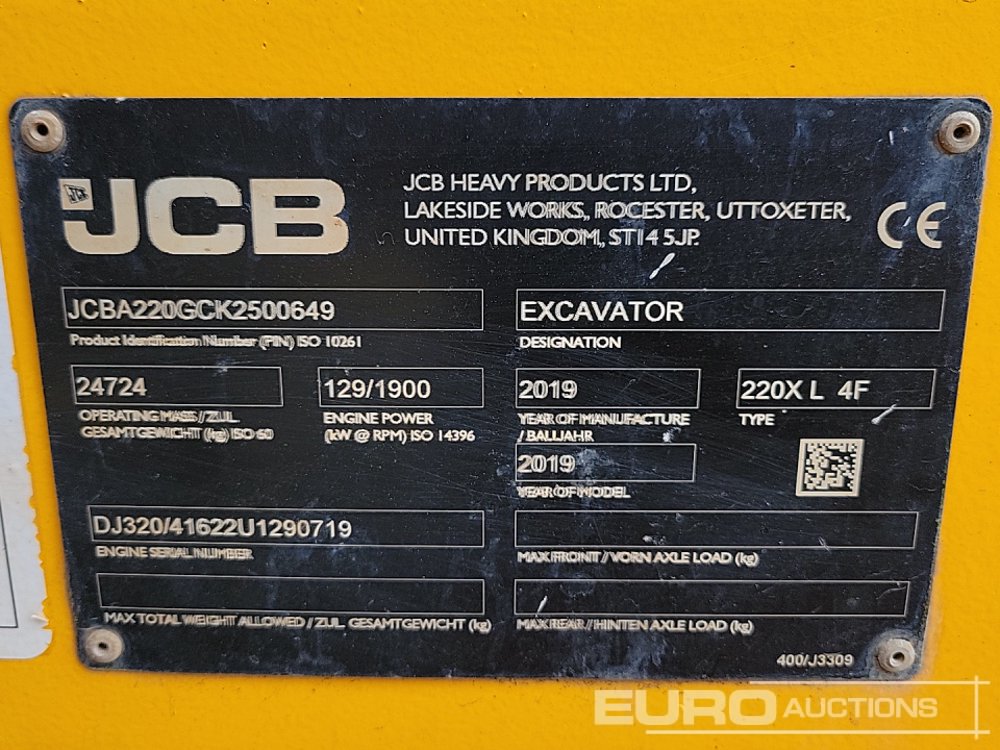 JCB
JCB HEAVY PRODUCTS LTD,
LAKESIDE WORKS, ROCESTER, UTTOXETER,
UNITED KINGDOM, ST14 5JP.
CE
JCBA220GCK2500649
Product Identification Number (PIN) ISO 10261
EXCAVATOR
DESIGNATION
24724
OPERATING MASS / ZUL.
GESAMTGEWICHT (kg) ISO 60
129/1900
ENGINE POWER
(kW @ RPM) ISO 14396
2019
YEAR OF MANUFACTURE
/ BAUJAHR
220X L 4F
TYPE
2019
YEAR OF MODEL
DJ320/41622U1290719
ENGINE SERIAL NUMBER
MAX FRONT / VORN AXLE LOAD (kg)
MAX TOTAL WEIGHT ALLOWED / ZUL. GESAMTGEWICHT (kg)
MAX REAR / HINTEN AXLE LOAD (kg)
400/J3309
EURO AUCTIONS